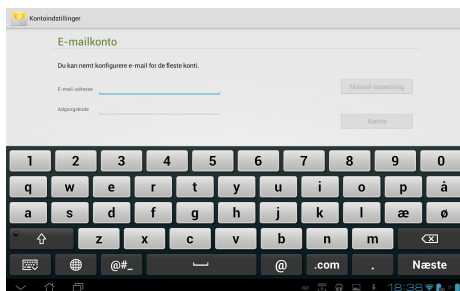 Kontoindstillinger
E-mailkonto
Du kan nemt konfigurere e-mail for de fleste konti.
E-mail-adresse
Manuel opsætning
Adgangskode
Næste
1 2 3 4 5 6 7 8 9 0
q w e r t y u i o p å
a s d f g h j k l æ ø
z x c v b n m
@#_ @ .com . Næste
18:38